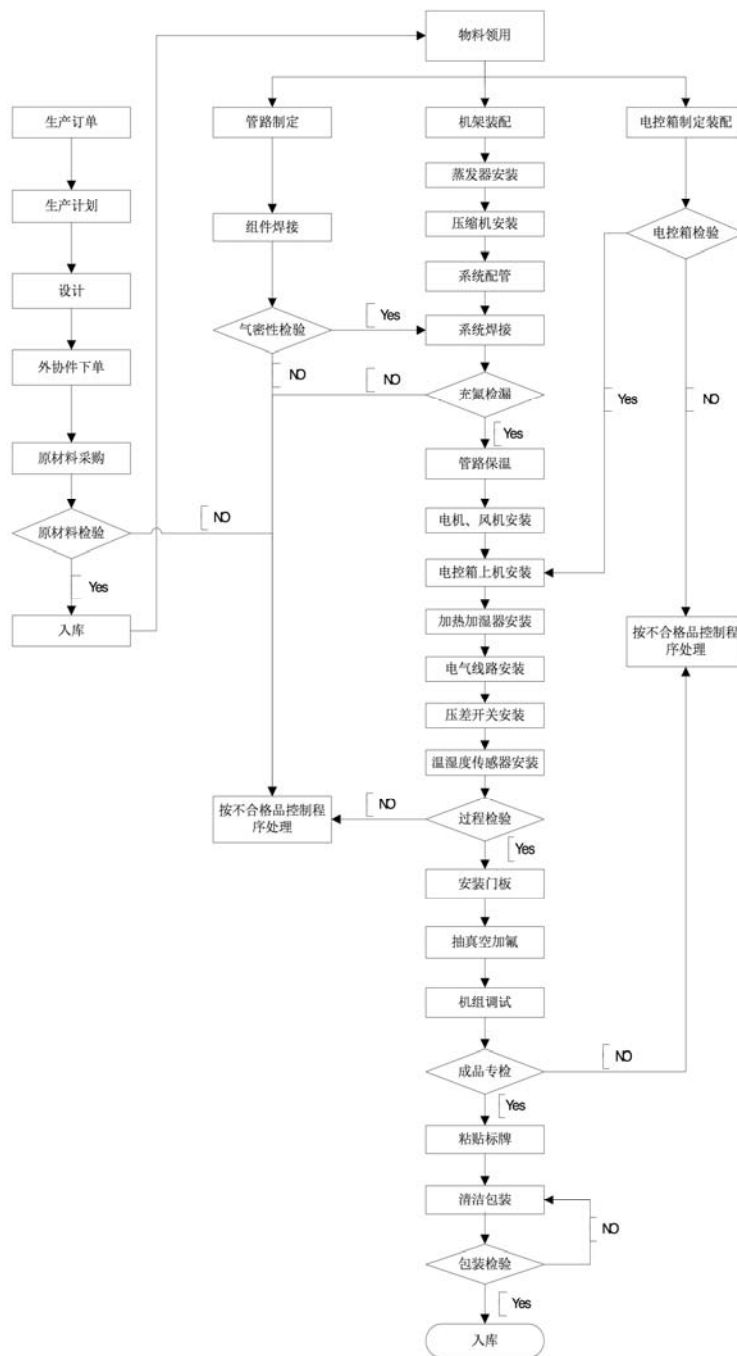 物料领用
生产订单
管路制定
机架装配
电控箱制定装配
蒸发器安装
生产计划
组件焊接
压缩机安装
电控箱检验
设计
系统配管
气密性检验
Yes
系统焊接
外协件下单
NO
NO
充氮检漏
Yes
NO
Yes
原材料采购
管路保温
原材料检验
NO
电机、风机安装
Yes
电控箱上机安装
入库
加热加湿器安装
按不合格品控制程
序处理
电气线路安装
压差开关安装
温湿度传感器安装
按不合格品控制程
序处理
NO
过程检验
Yes
安装门板
抽真空加氟
机组调试
成品专检
NO
Yes
粘贴标牌
清洁包装
NO
包装检验
Yes
入库